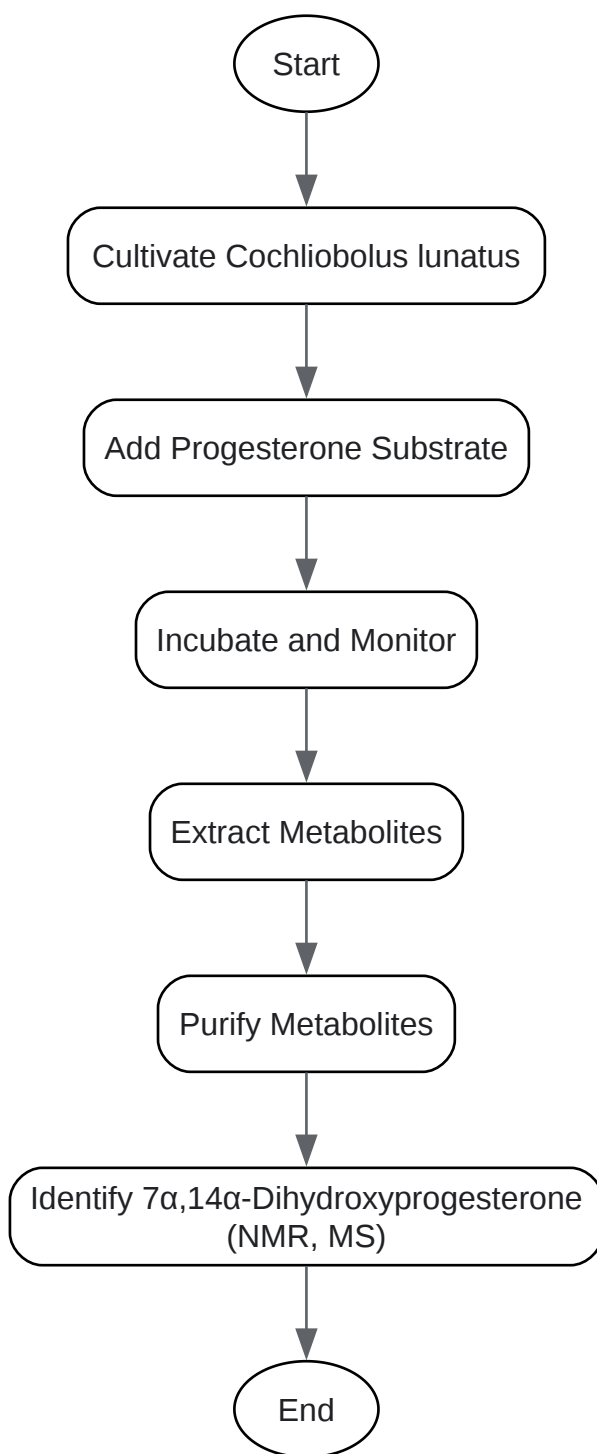 Start
Cultivate Cochliobolus lunatus
Add Progesterone Substrate
Incubate and Monitor
Extract Metabolites
Purify Metabolites
Identify 7α,14α-Dihydroxyprogesterone
(NMR, MS)
End